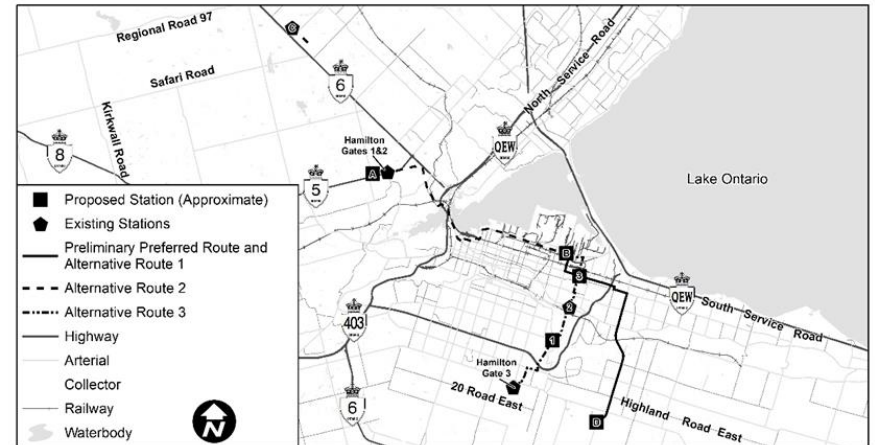 Regional Road 97
Safari Road
Kirkwall Road
C
6
North Service Road
QEW
8
Hamilton
Gates 1&2
A
5
Lake Ontario
B
3
2
1
QEW
South Service Road
403
Hamilton
Gate 3
20 Road East
Highland Road East
D
6
Proposed Station (Approximate)
Existing Stations
Preliminary Preferred Route and
Alternative Route 1
Alternative Route 2
Alternative Route 3
Highway
Arterial
Collector
Railway
Waterbody
N